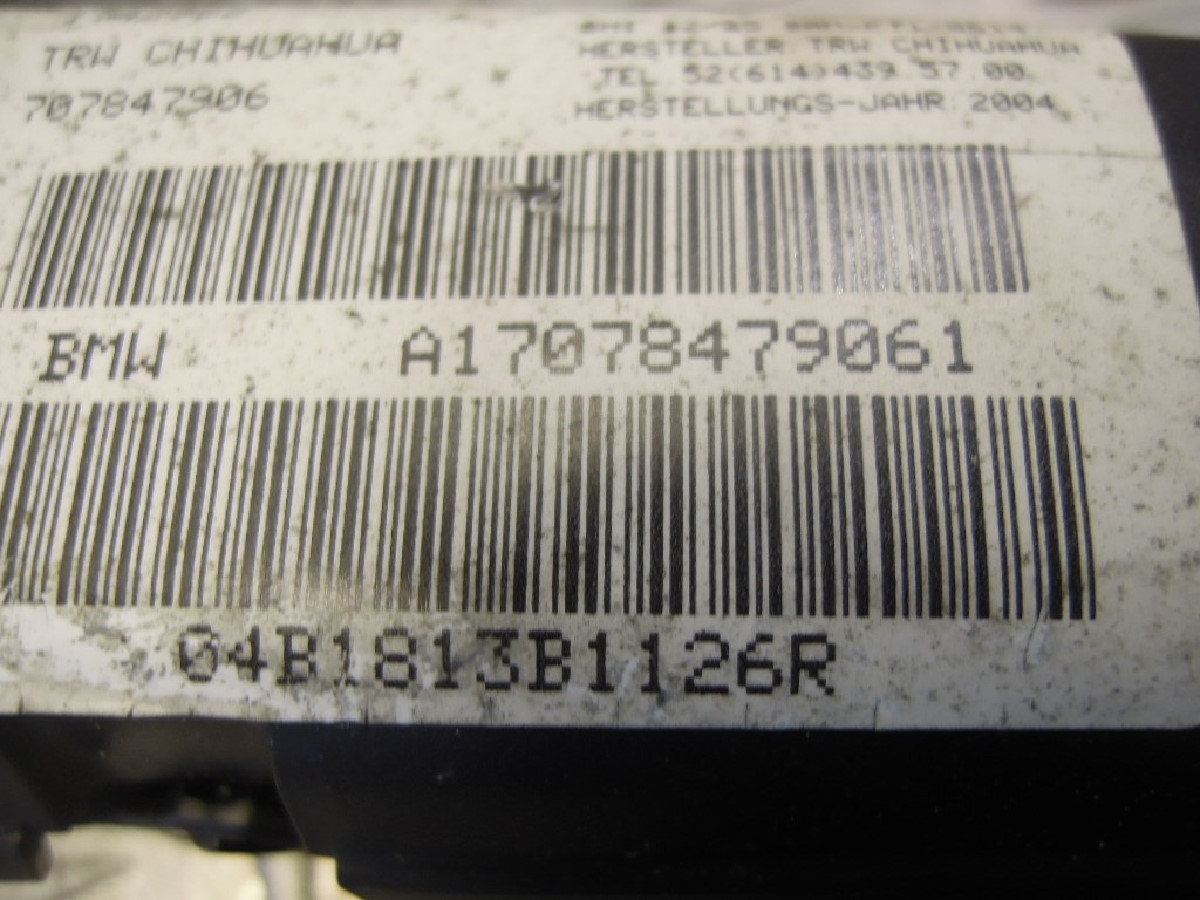 TRW CHIHUAHUA
707847906
HERSTELLER TRW CHIHUAHUA
TEL 52(614)439 57 00
HERSTELLUNGS-JAHR 2004
BMW A17078479061
04B1813B1126R